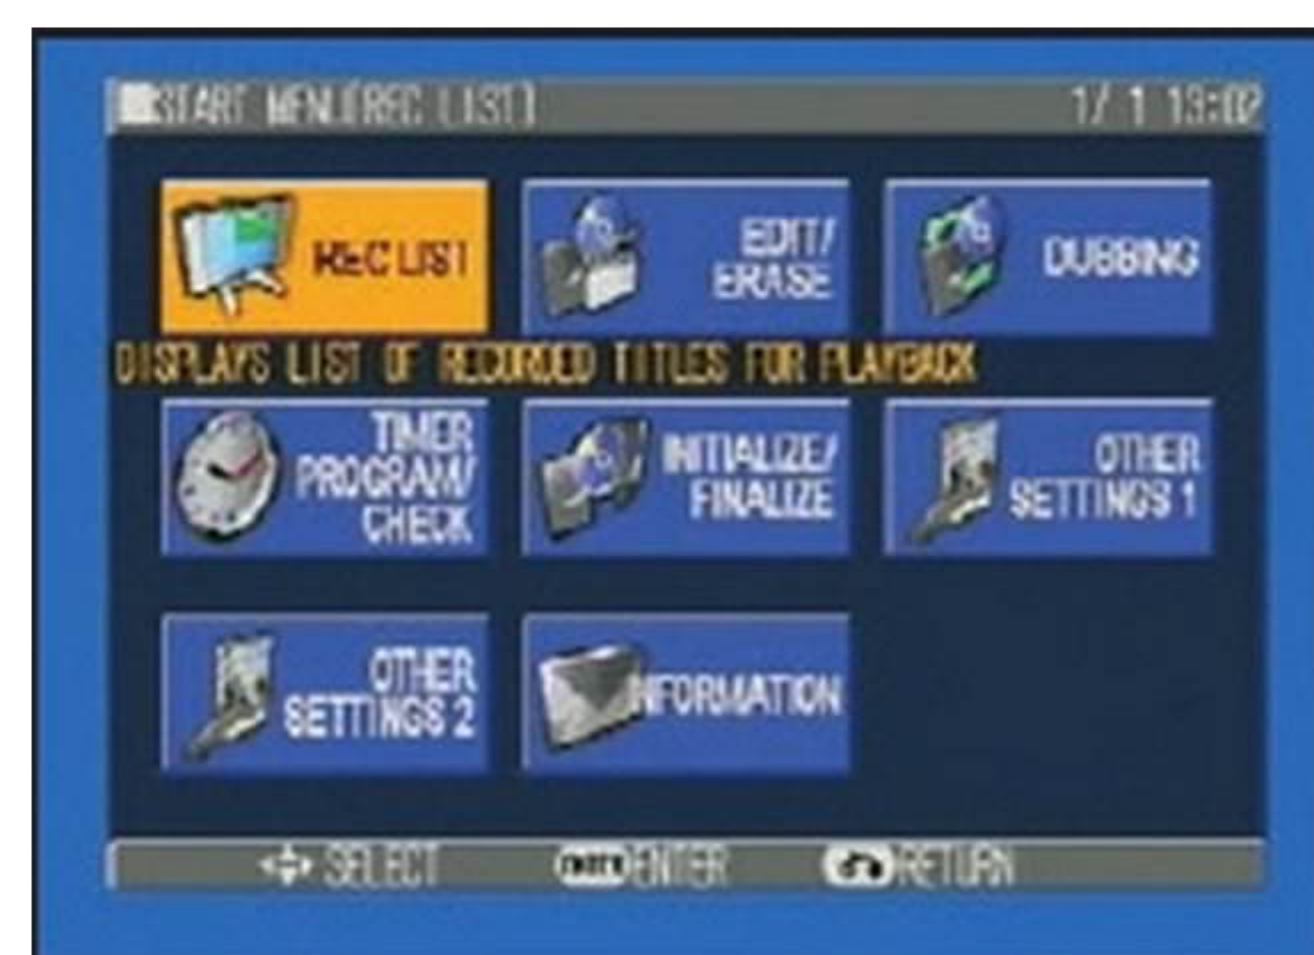 START MENU[REC LIST]
1/ 1 13:02
REC LIST
EDIT/
ERASE
DUBBING
DISPLAYS LIST OF RECORDED TITLES FOR PLAYBACK
TIMER
PROGRAM/
CHECK
INITIALIZE/
FINALIZE
OTHER
SETTINGS 1
OTHER
SETTINGS 2
INFORMATION
SELECT
ENTER
RETURN